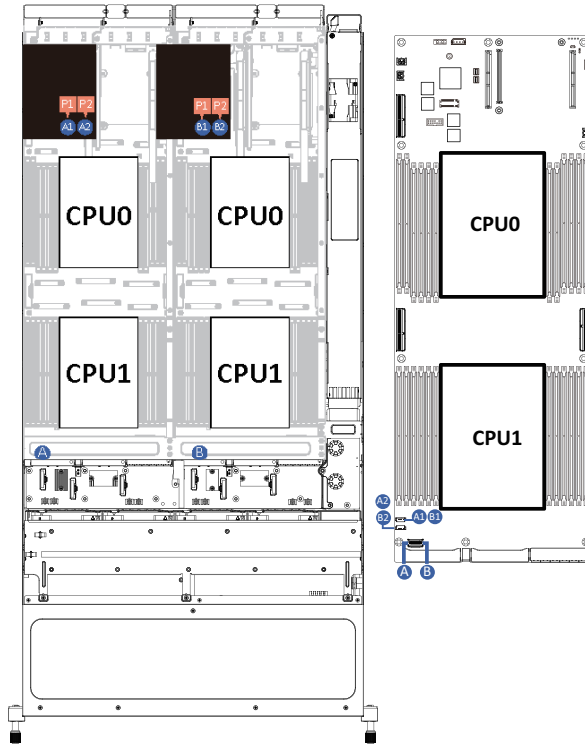 P1 P2 P1 P2
A1 A2 B1 B2
CPU0 CPU0 CPU0
CPU1 CPU1 CPU1
A B
A2
B2 A1 B1
A B